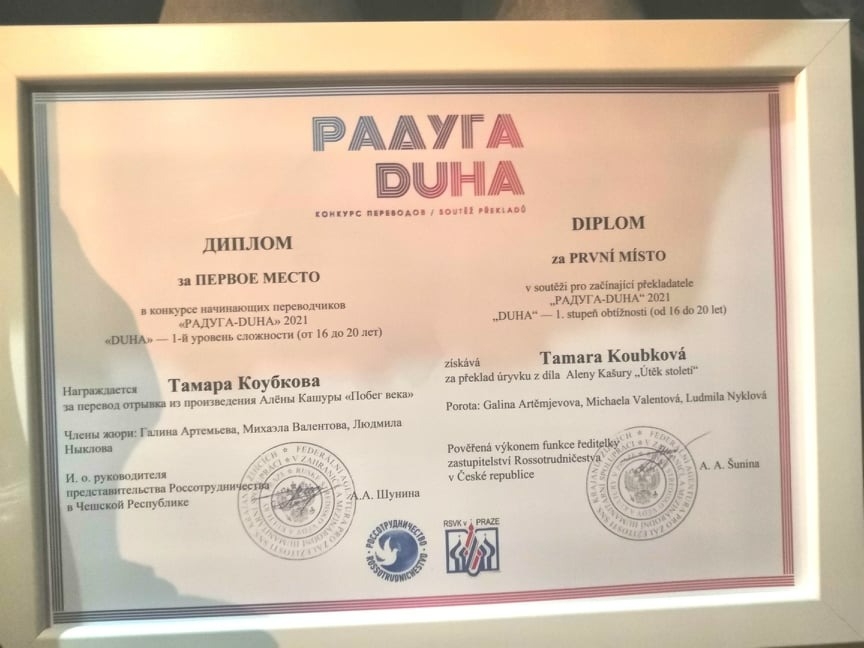 РАДУГА
DUHA
КОНКУРС ПЕРЕВОДОВ / SOUTĚŽ PŘEKLADŮ
ДИПЛОМ
за ПЕРВОЕ МЕСТО
в конкурсе начинающих переводчиков
«РАДУГА-DUHA» 2021
«DUHA» — 1-й уровень сложности (от 16 до 20 лет)
Награждается Тамара Коубкова
за перевод отрывка из произведения Алёны Кашуры «Побег века»
Члены жюри: Галина Артемьева, Михаэла Валентова, Людмила
Ныклова
И. о. руководителя
представительства Россотрудничества
в Чешской Республике
А.А. Шунина
DIPLOM
za PRVNÍ MÍSTO
v soutěži pro začínající překladatele
„РАДУГА-DUHA“ 2021
„DUHA“ — 1. stupeň obtížnosti (od 16 do 20 let)
získává Tamara Koubková
za překlad úryvku z díla Aleny Kašury „Útěk století“
Porota: Galina Artěmjevova, Michaela Valentová, Ludmila Nyklová
Pověřená výkonem funkce ředitelky
zastupitelství Rossotrudničestva
v České republice
A. A. Šunina
РОССОТРУДНИЧЕСТВО
ROSSOTRUDNICHESTVO
RSVK v PRAZE